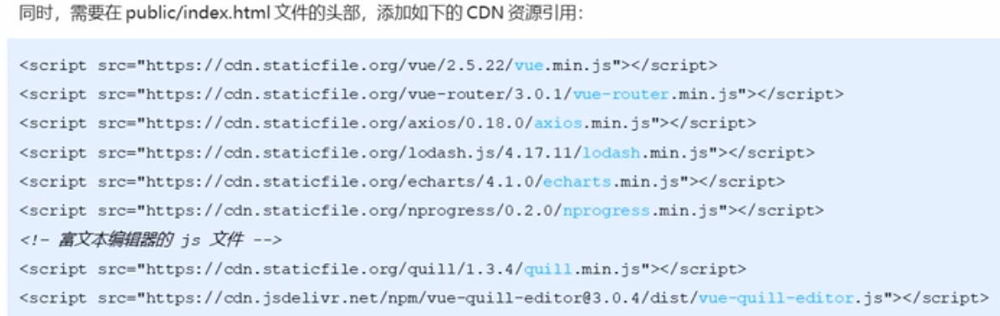 同时，需要在 public/index.html 文件的头部，添加如下的 CDN 资源引用：
<script src="https://cdn.staticfile.org/vue/2.5.22/vue.min.js"></script>
<script src="https://cdn.staticfile.org/vue-router/3.0.1/vue-router.min.js"></script>
<script src="https://cdn.staticfile.org/axios/0.18.0/axios.min.js"></script>
<script src="https://cdn.staticfile.org/lodash.js/4.17.11/lodash.min.js"></script>
<script src="https://cdn.staticfile.org/echarts/4.1.0/echarts.min.js"></script>
<script src="https://cdn.staticfile.org/nprogress/0.2.0/nprogress.min.js"></script>
<!- 富文本编辑器的 js 文件 -->
<script src="https://cdn.staticfile.org/quill/1.3.4/quill.min.js"></script>
<script src="https://cdn.jsdelivr.net/npm/vue-quill-editor@3.0.4/dist/vue-quill-editor.js"></script>